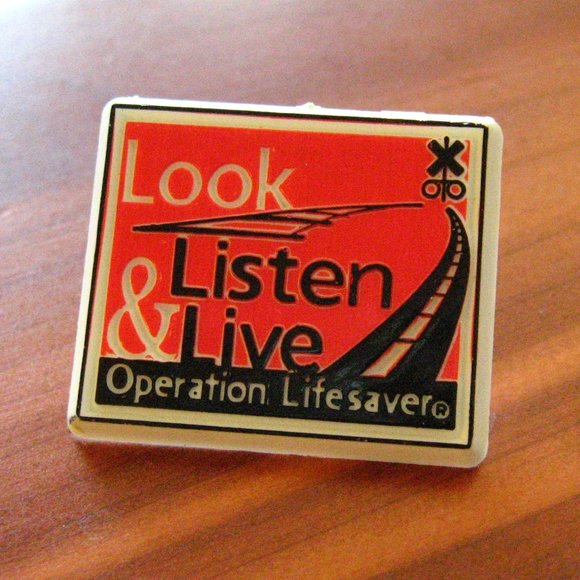 Look
Listen
& Live
Operation Lifesaver®